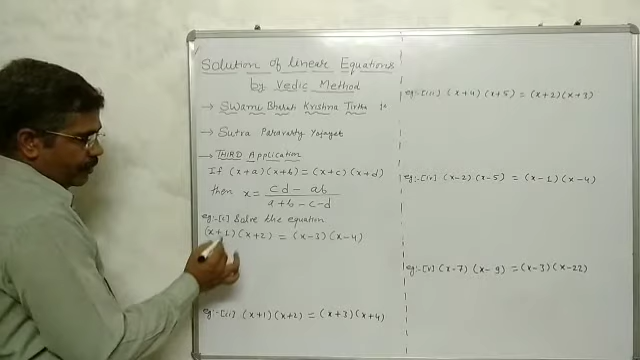 Solution of linear Equations
by Vedic Method
→ Swami Bharati Krishna Tirtha Ji
→ Sutra Paravarty Yojayet
→ THIRD Application
If (x+a)(x+b) = (x+c)(x+d)
then x = cd - ab / a+b-c-d
eg:-[i] Solve the equation
(x+1)(x+2) = (x-3)(x-4)
eg:-[ii] (x+1)(x+2) = (x+3)(x+4)
eg:-[iii] (x+4)(x+5) = (x+2)(x+3)
eg:-[iv] (x-2)(x-5) = (x-1)(x-4)
eg:-[v] (x-7)(x-9) = (x-3)(x-22)